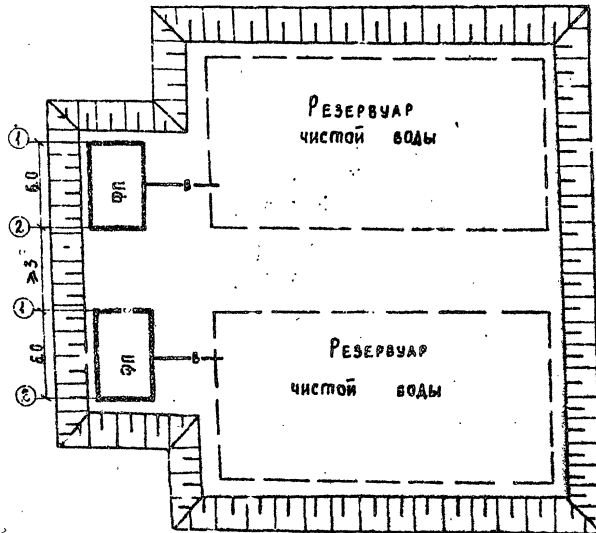 РЕЗЕРВУАР
чистой воды
1
6.0
ФП
В
2
≥3
1
6.0
ФП
В
2
РЕЗЕРВУАР
чистой воды